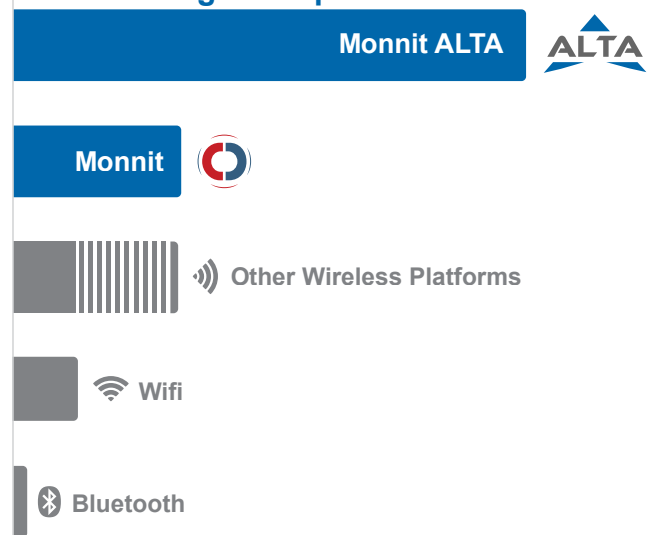 Monnit ALTA
ALTA
Monnit
Other Wireless Platforms
Wifi
Bluetooth